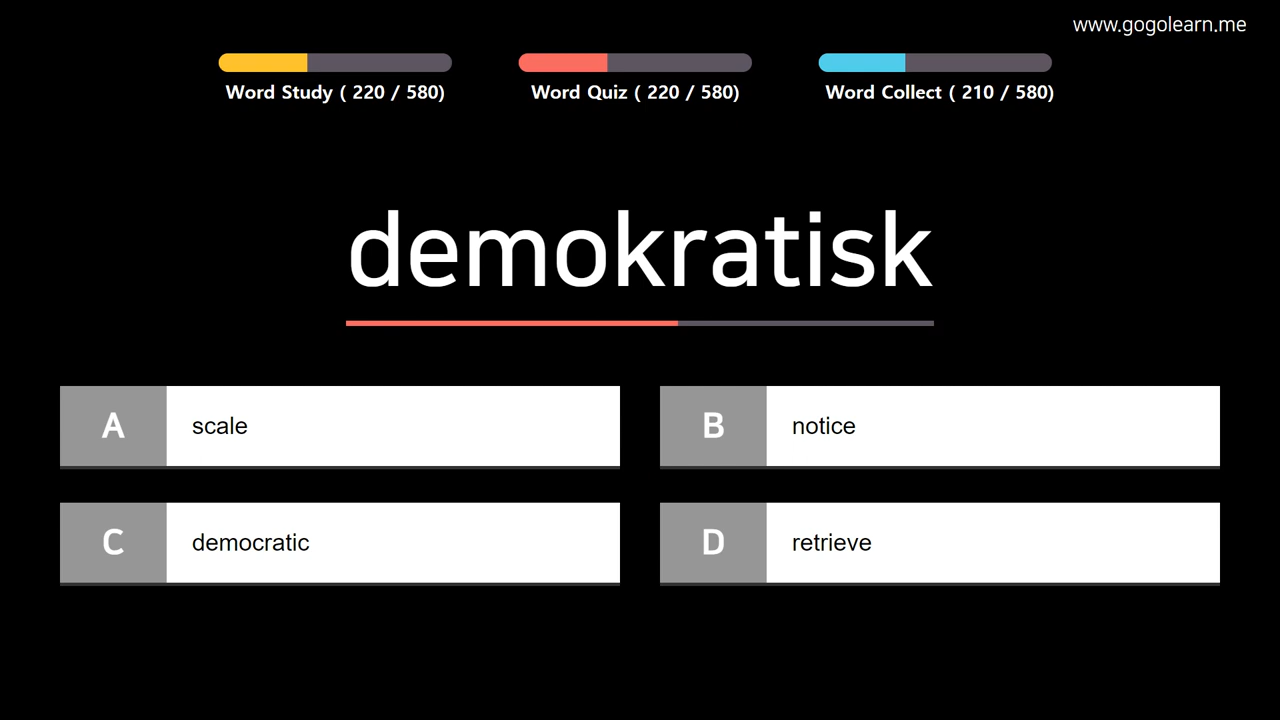 www.gogolearn.me
Word Study ( 220 / 580)
Word Quiz ( 220 / 580)
Word Collect ( 210 / 580)
demokratisk
A scale
B notice
C democratic
D retrieve